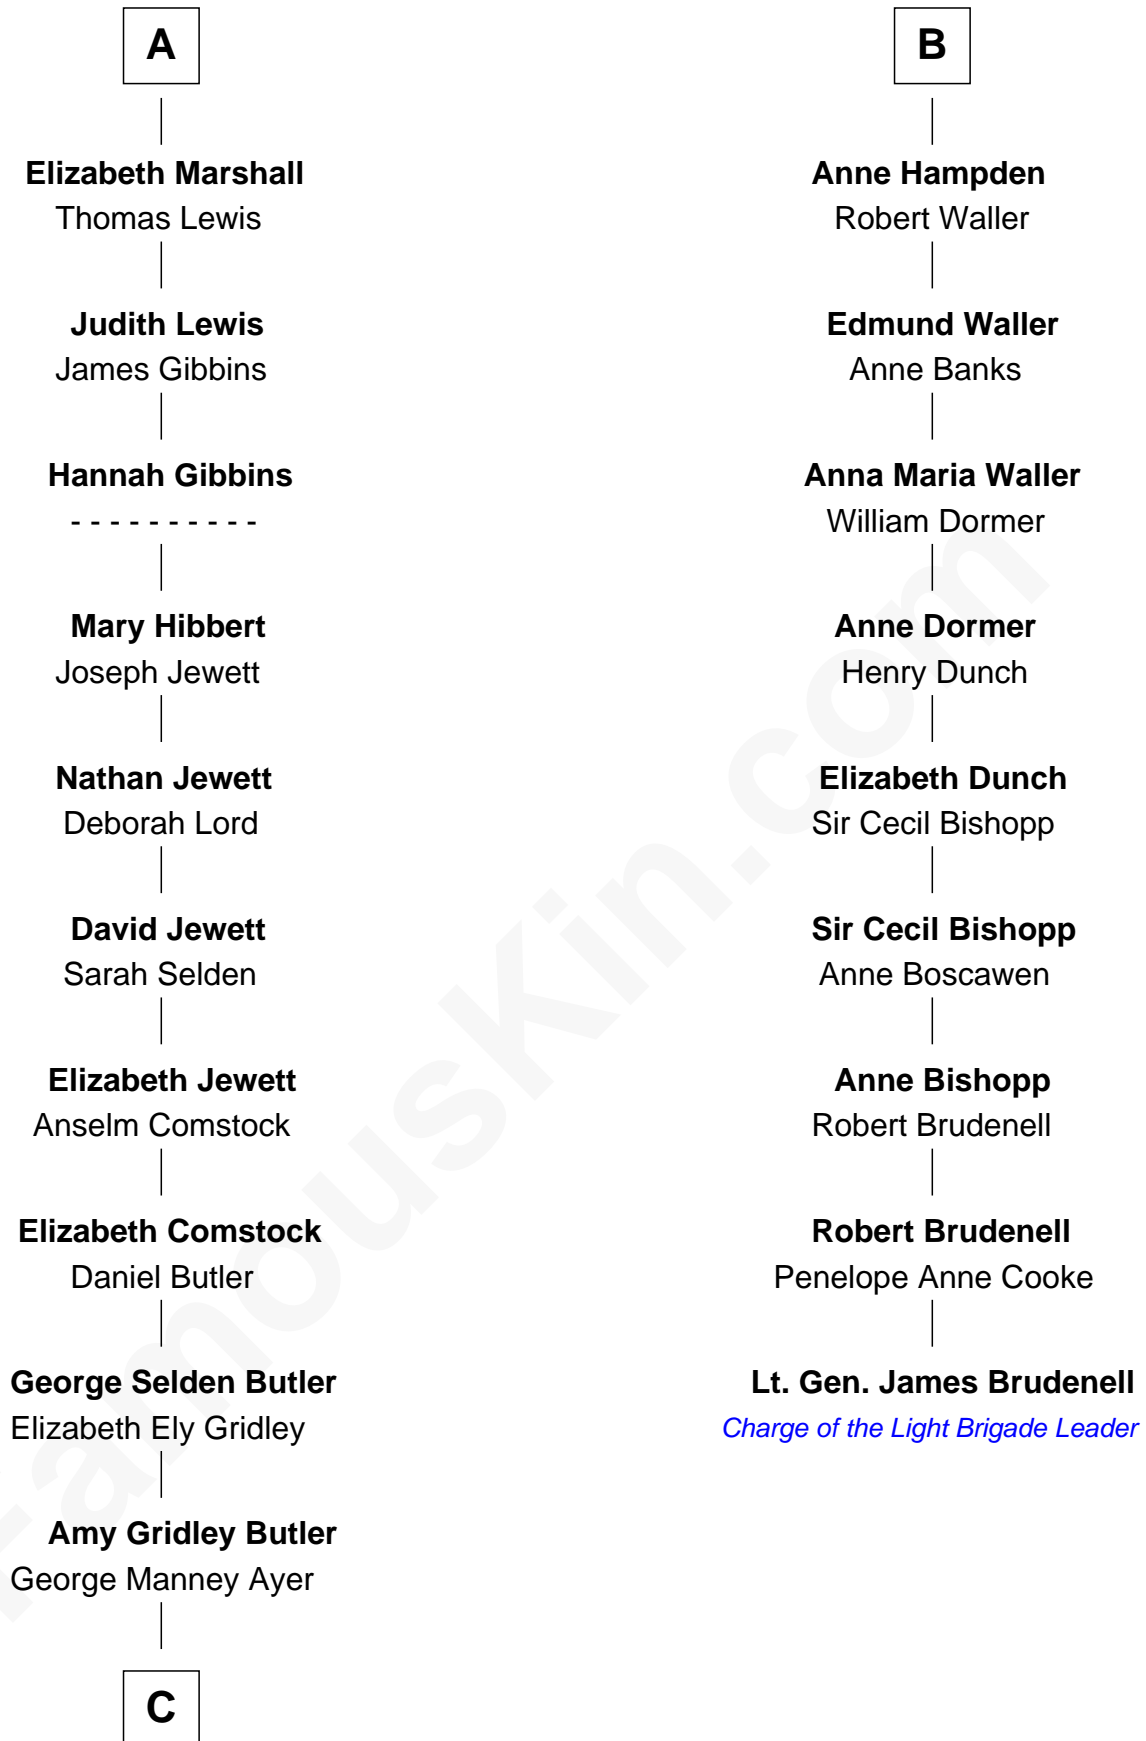 A
Elizabeth Marshall
Thomas Lewis
Judith Lewis
James Gibbins
Hannah Gibbins
- - - - - - - - - -
Mary Hibbert
Joseph Jewett
Nathan Jewett
Deborah Lord
David Jewett
Sarah Selden
Elizabeth Jewett
Anselm Comstock
Elizabeth Comstock
Daniel Butler
George Selden Butler
Elizabeth Ely Gridley
Amy Gridley Butler
George Manney Ayer
C
B
Anne Hampden
Robert Waller
Edmund Waller
Anne Banks
Anna Maria Waller
William Dormer
Anne Dormer
Henry Dunch
Elizabeth Dunch
Sir Cecil Bishopp
Sir Cecil Bishopp
Anne Boscawen
Anne Bishopp
Robert Brudenell
Robert Brudenell
Penelope Anne Cooke
Lt. Gen. James Brudenell
Charge of the Light Brigade Leader
FamousKin.com